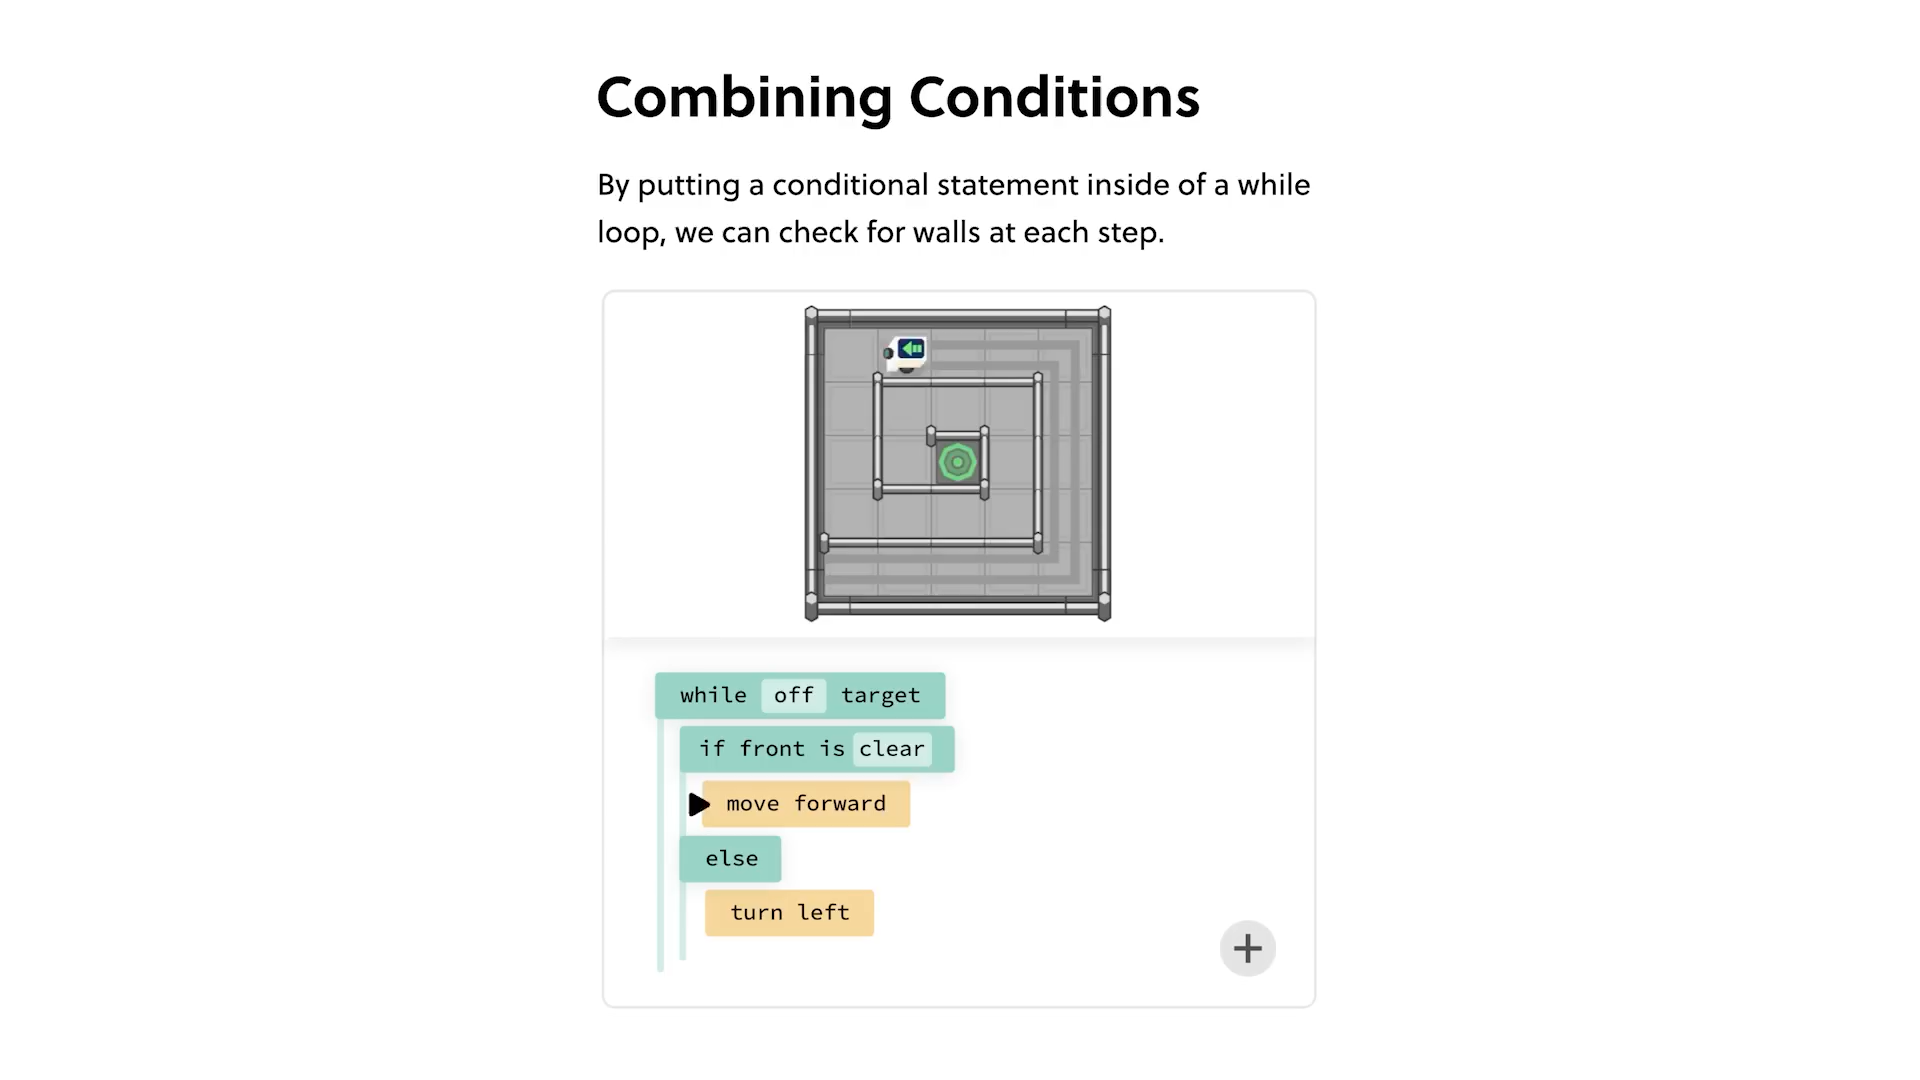 Combining Conditions
By putting a conditional statement inside of a while
loop, we can check for walls at each step.
while off target
if front is clear
move forward
else
turn left